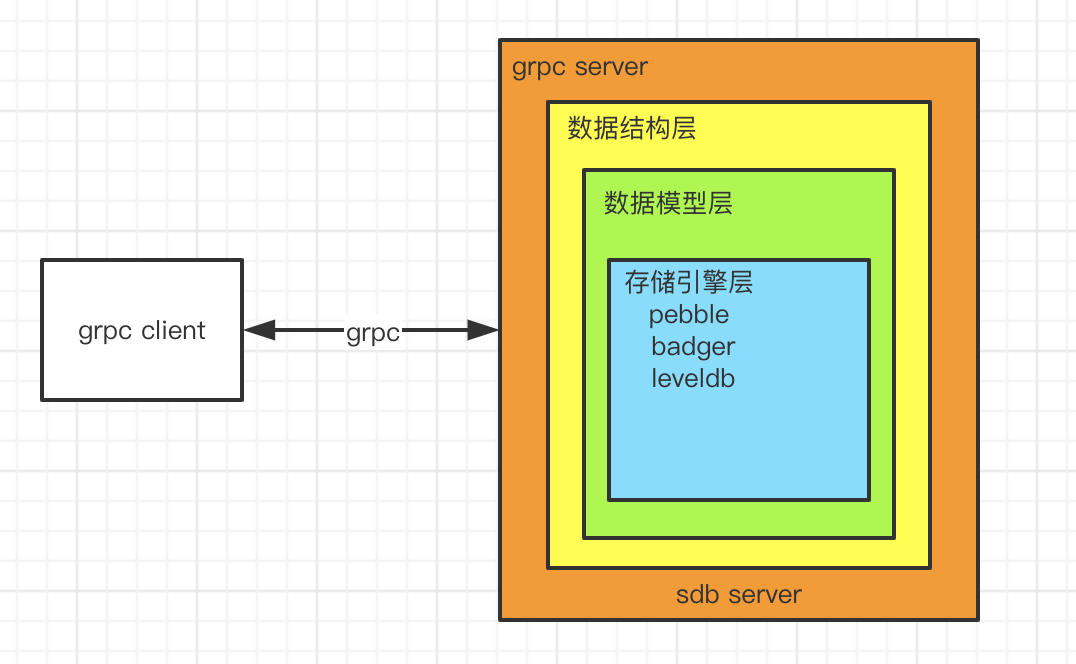 grpc server
数据结构层
数据模型层
存储引擎层
pebble
badger
leveldb
grpc client
grpc
sdb server